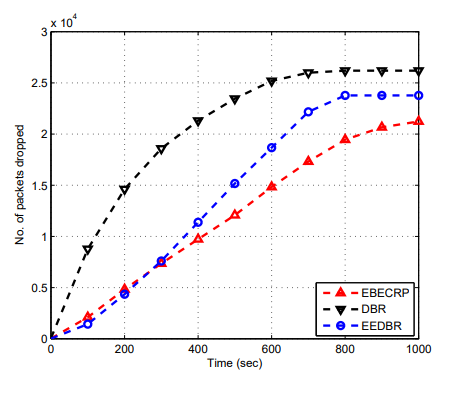 x 10^4
3
2.5
2
1.5
1
0.5
0
No. of packets dropped
0 200 400 600 800 1000
Time (sec)
EBECRP
DBR
EEDBR